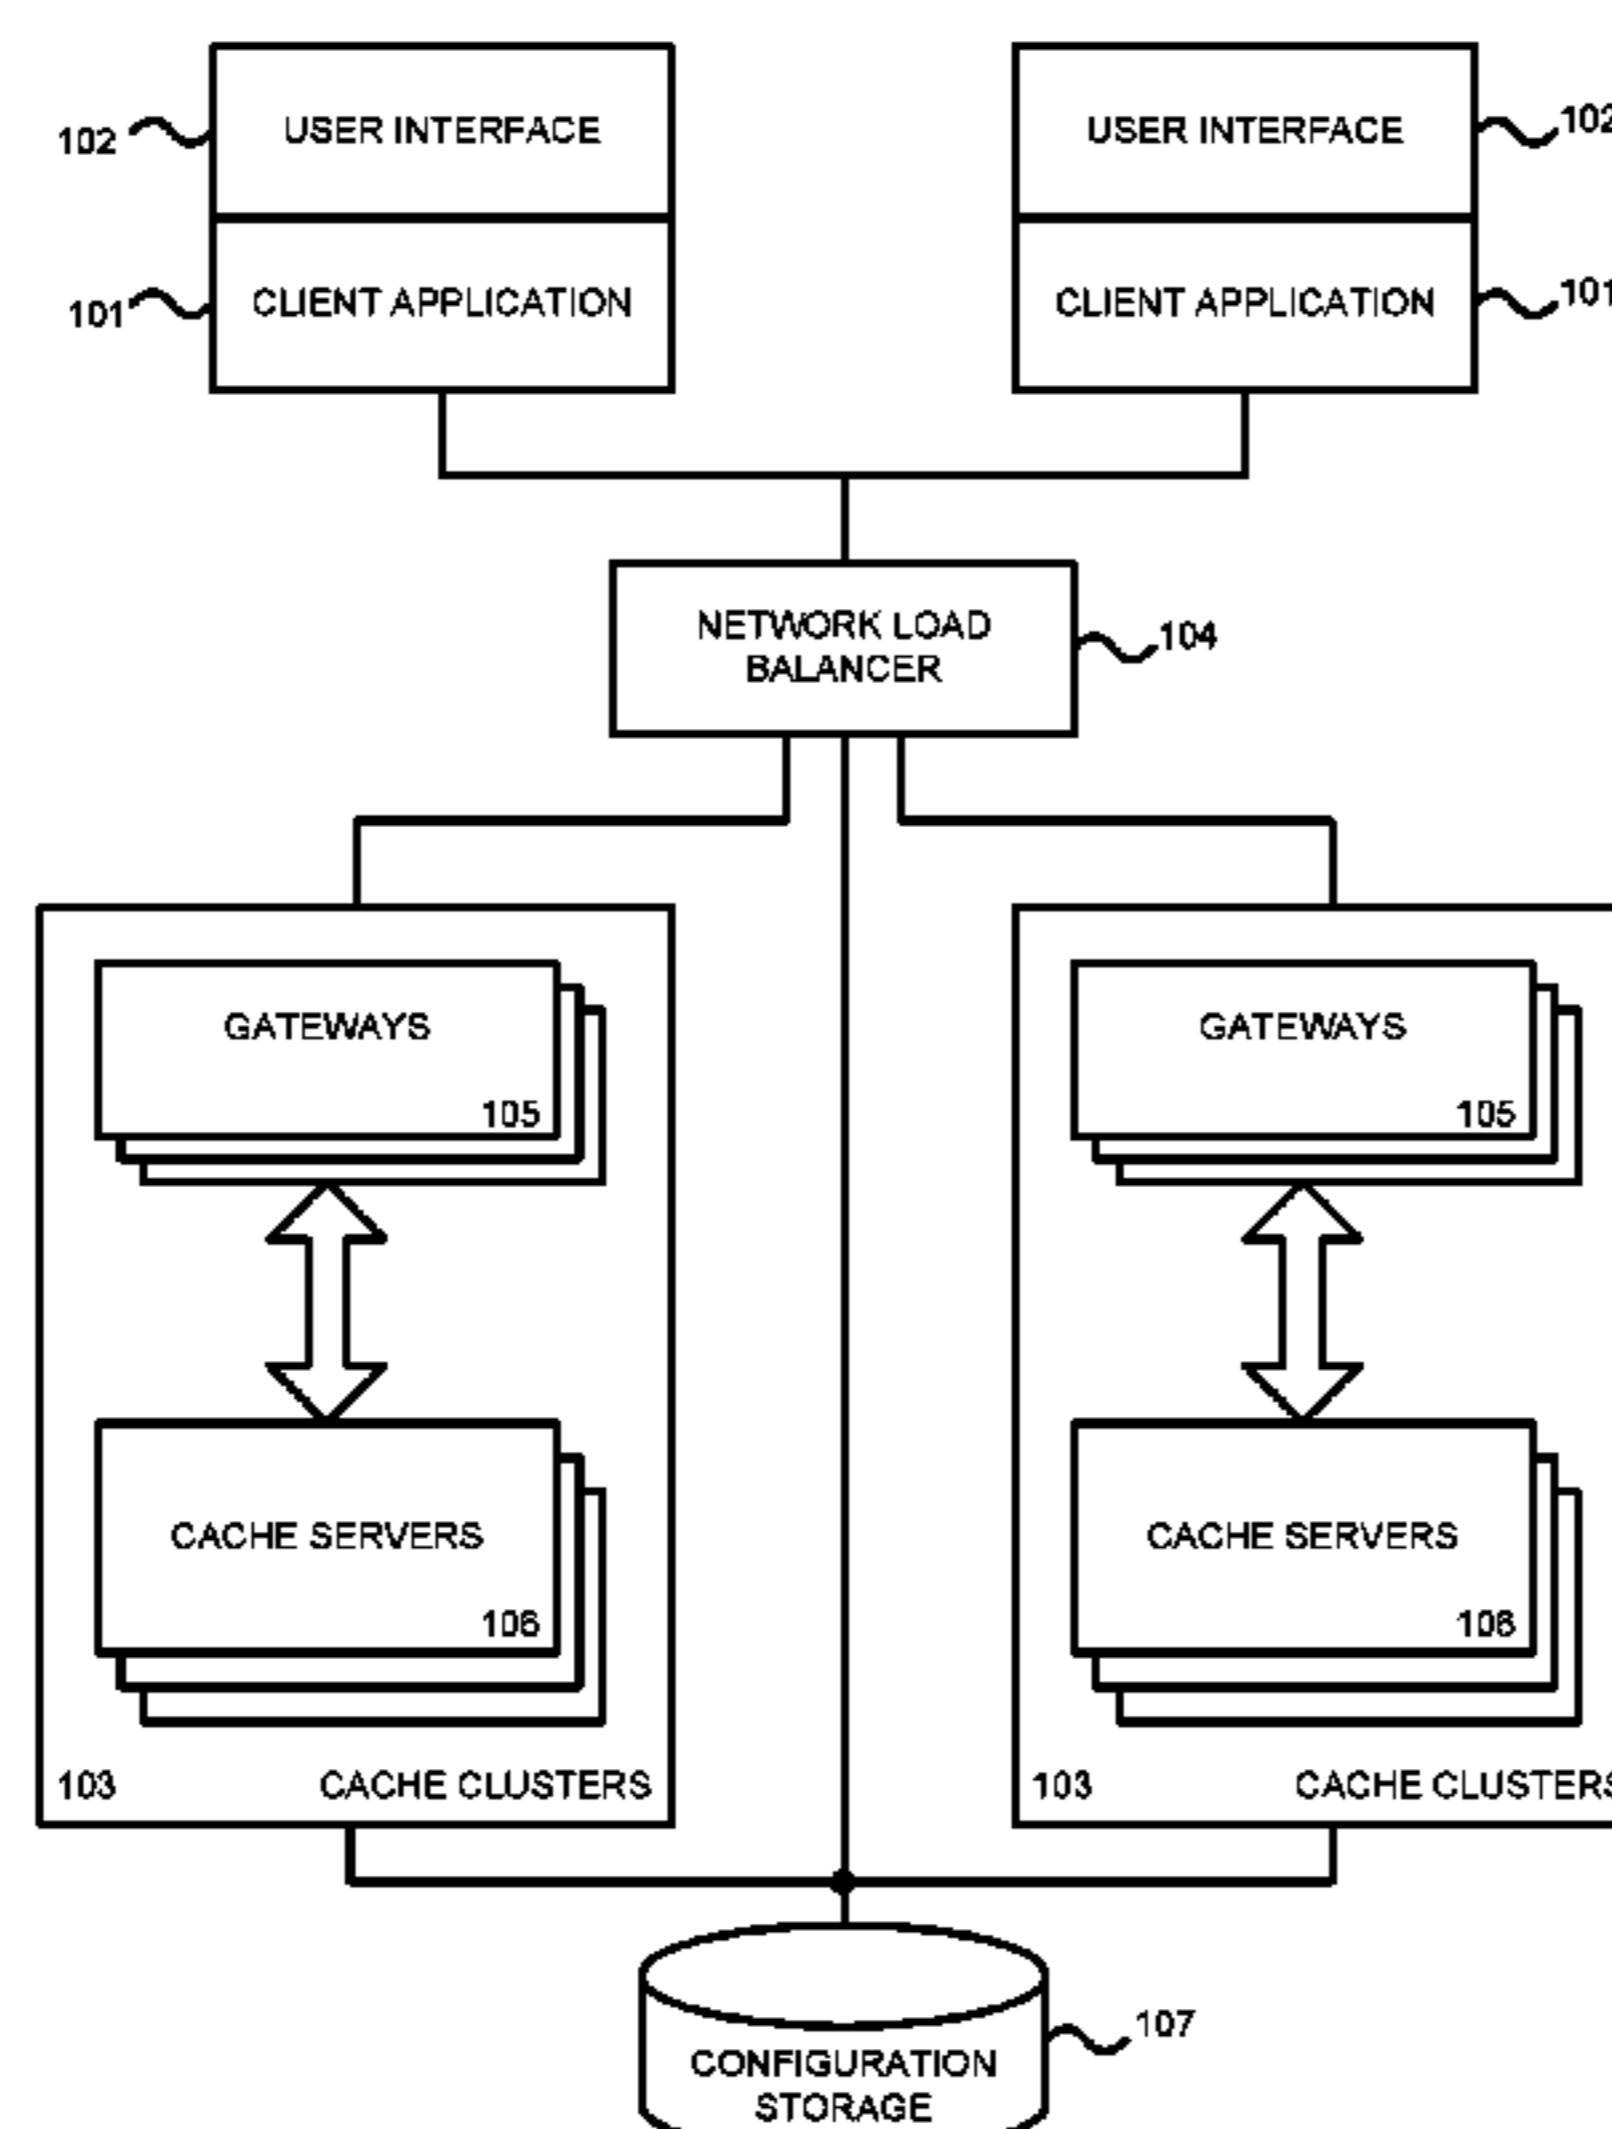 102 USER INTERFACE USER INTERFACE 102
101 CLIENT APPLICATION CLIENT APPLICATION 101
NETWORK LOAD
BALANCER
104
GATEWAYS
105
GATEWAYS
105
CACHE SERVERS
106
CACHE SERVERS
106
103 CACHE CLUSTERS
103 CACHE CLUSTERS
107
CONFIGURATION
STORAGE